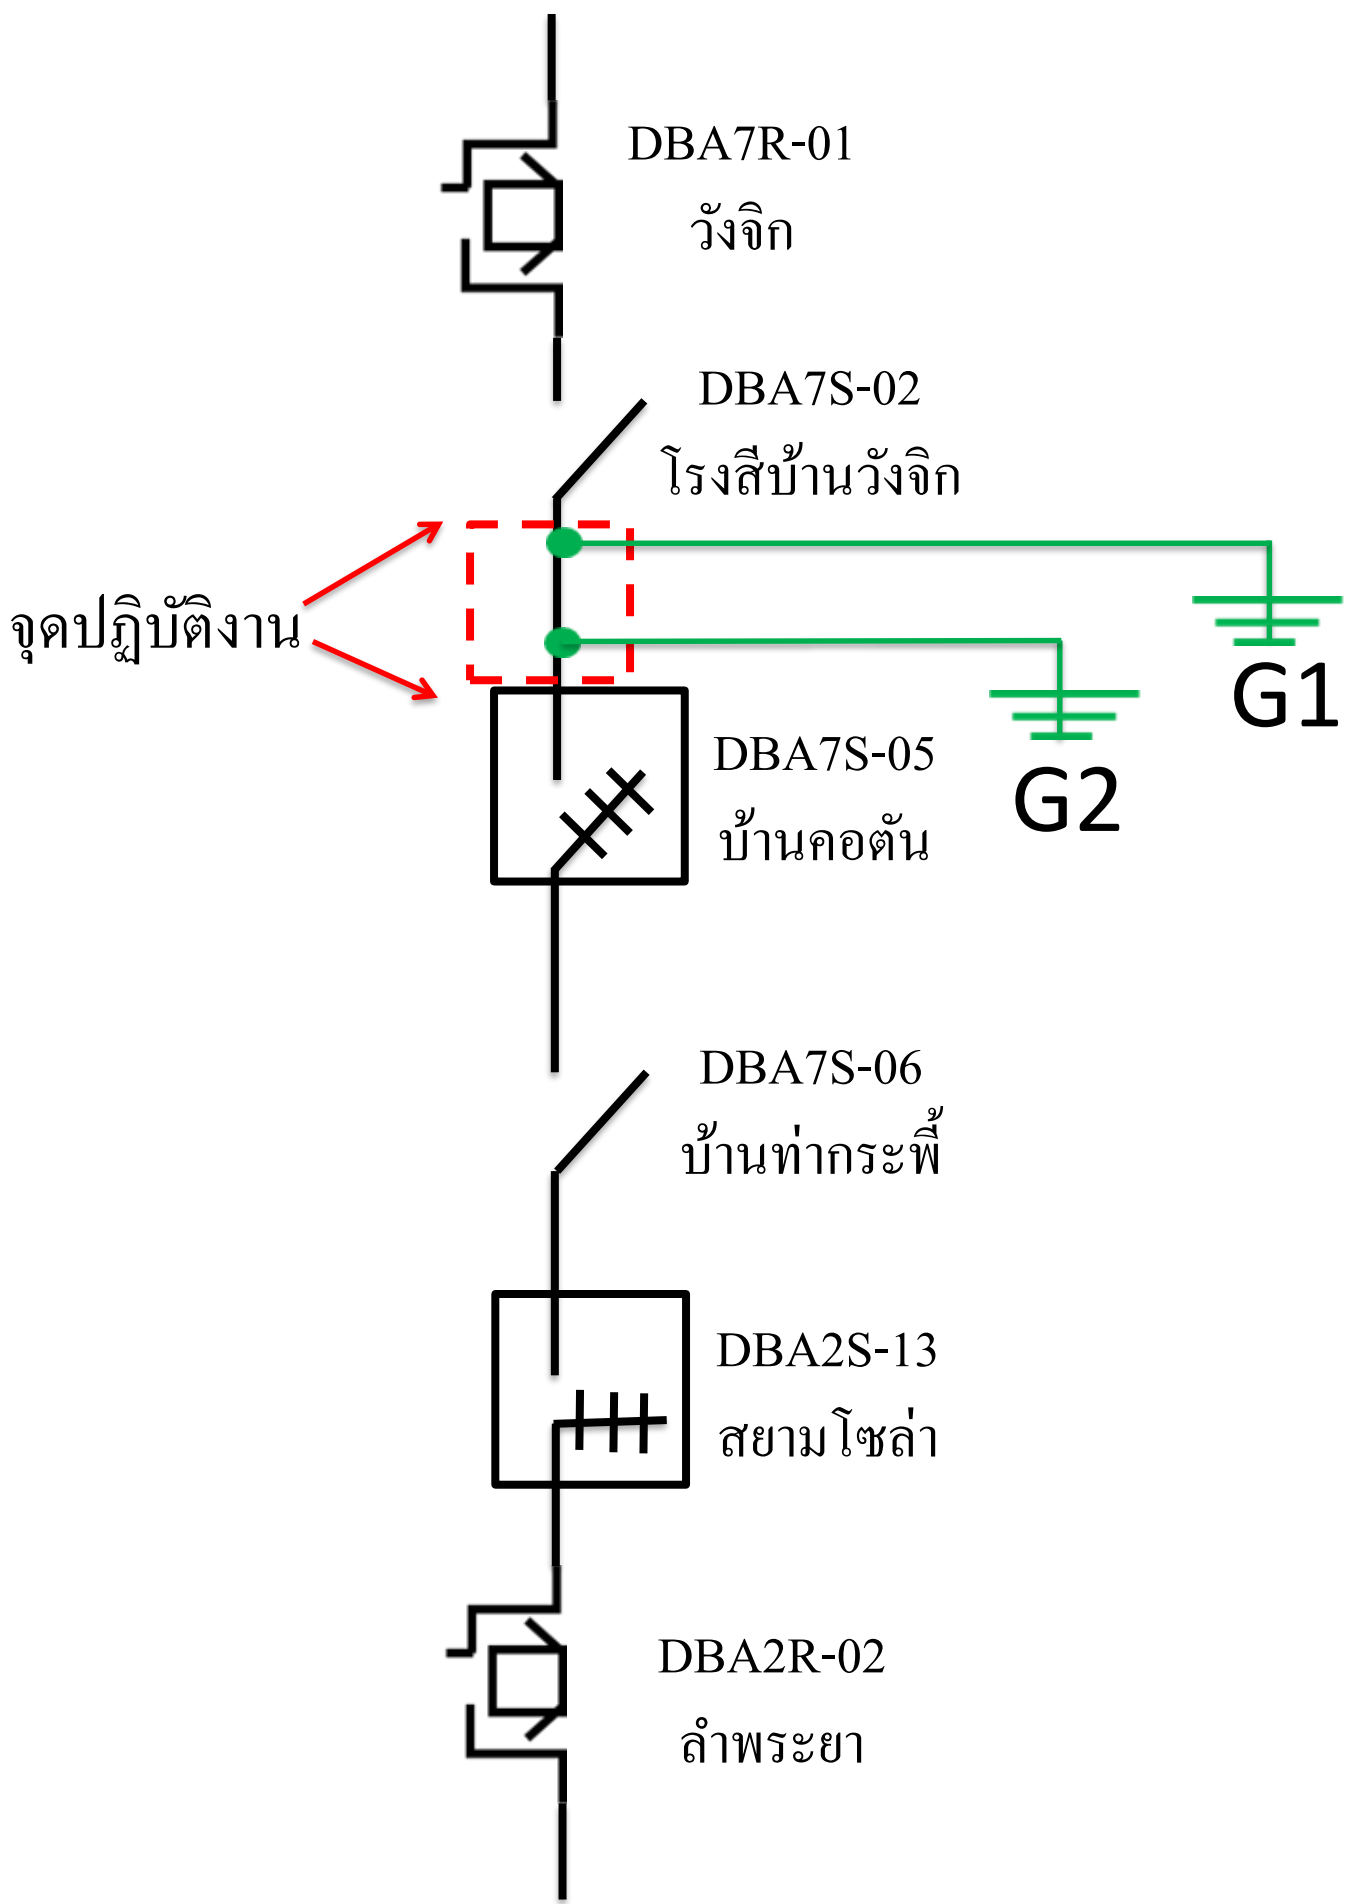 DBA7R-01
วังจิก
DBA7S-02
โรงสีบ้านวังจิก
จุดปฏิบัติงาน
G1
DBA7S-05
G2
บ้านคอตัน
DBA7S-06
บ้านท่ากระพี้
DBA2S-13
สยามโซล่า
DBA2R-02
ลำพระยา